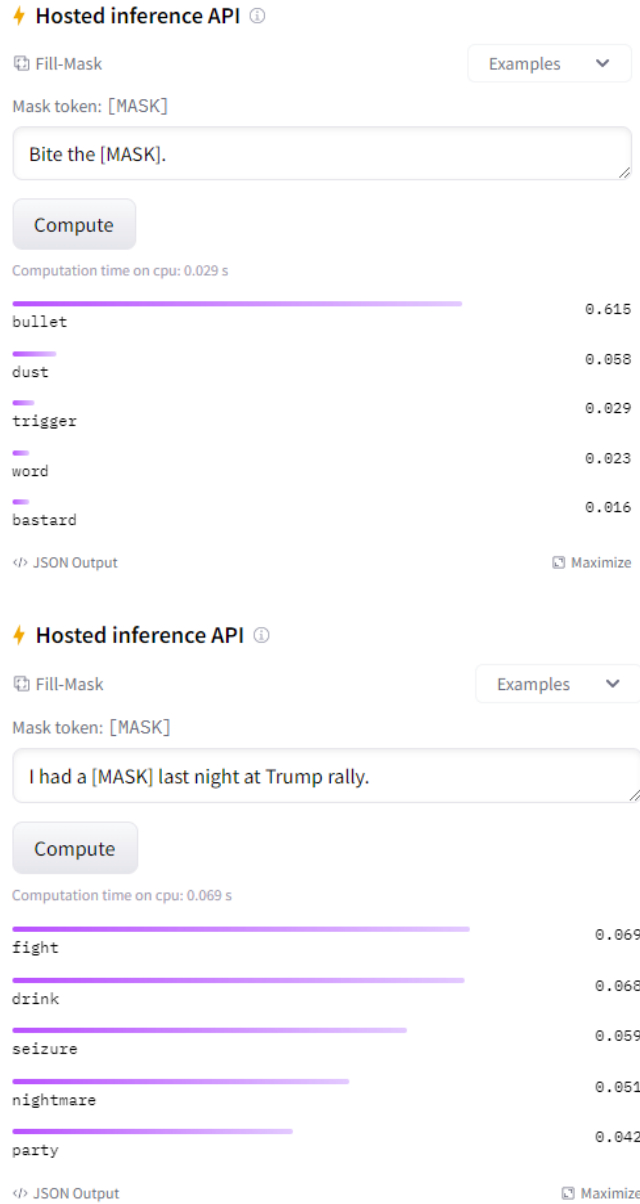 Hosted inference API
Fill-Mask
Examples
Mask token: [MASK]
Bite the [MASK].
Compute
Computation time on cpu: 0.029 s
0.615
bullet
0.058
dust
0.029
trigger
0.023
word
0.016
bastard
</> JSON Output
Maximize
Hosted inference API
Fill-Mask
Examples
Mask token: [MASK]
I had a [MASK] last night at Trump rally.
Compute
Computation time on cpu: 0.069 s
0.069
fight
0.068
drink
0.059
seizure
0.051
nightmare
0.042
party
</> JSON Output
Maximize